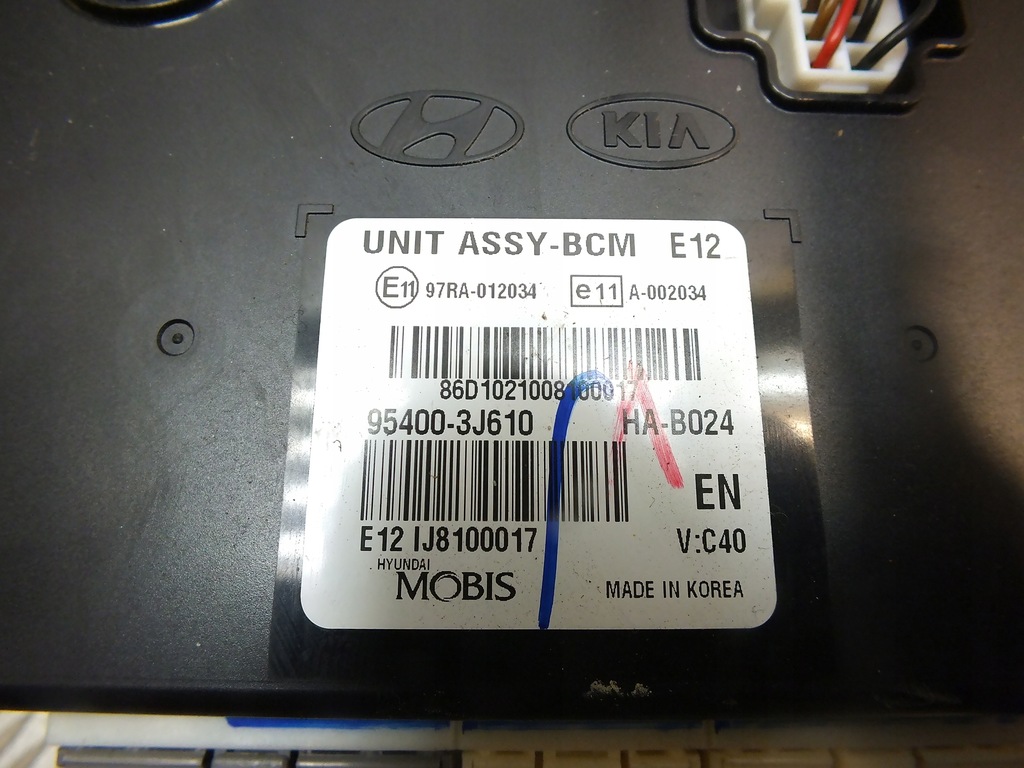 KIA
UNIT ASSY-BCM E12
E11 97RA-012034 e11 A-002034
86D1021008100017
95400-3J610 HA-B024
EN
E12 IJ8100017 V:C40
HYUNDAI
MOBIS MADE IN KOREA